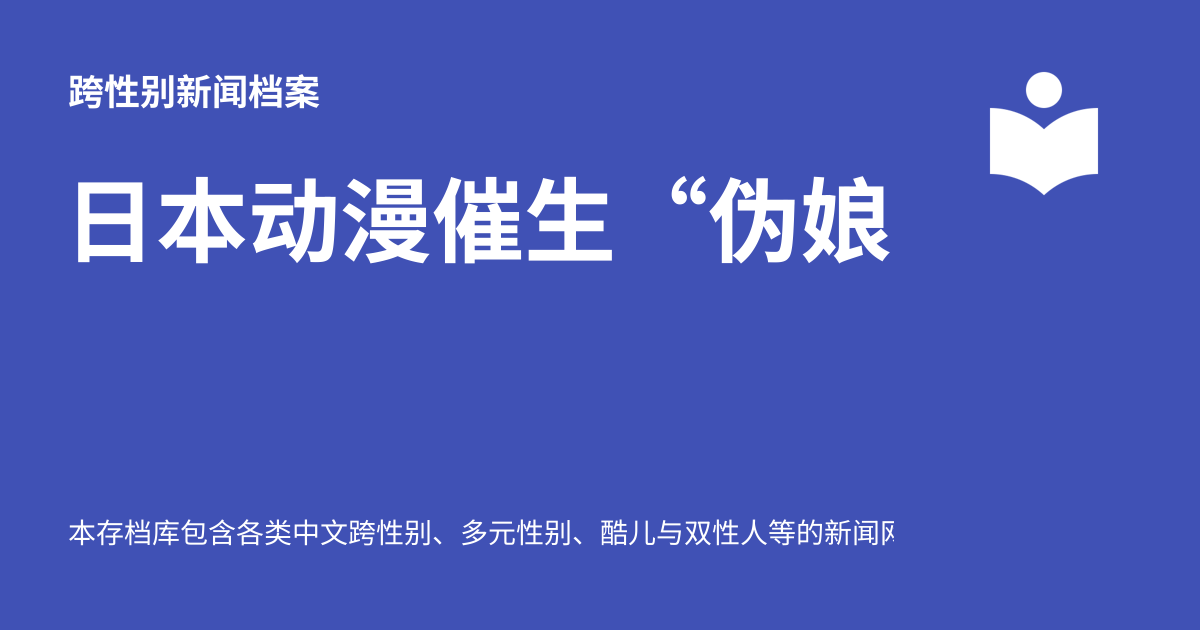 跨性别新闻档案
日本动漫催生“伪娘
本存档库包含各类中文跨性别、多元性别、酷儿与双性人等的新闻